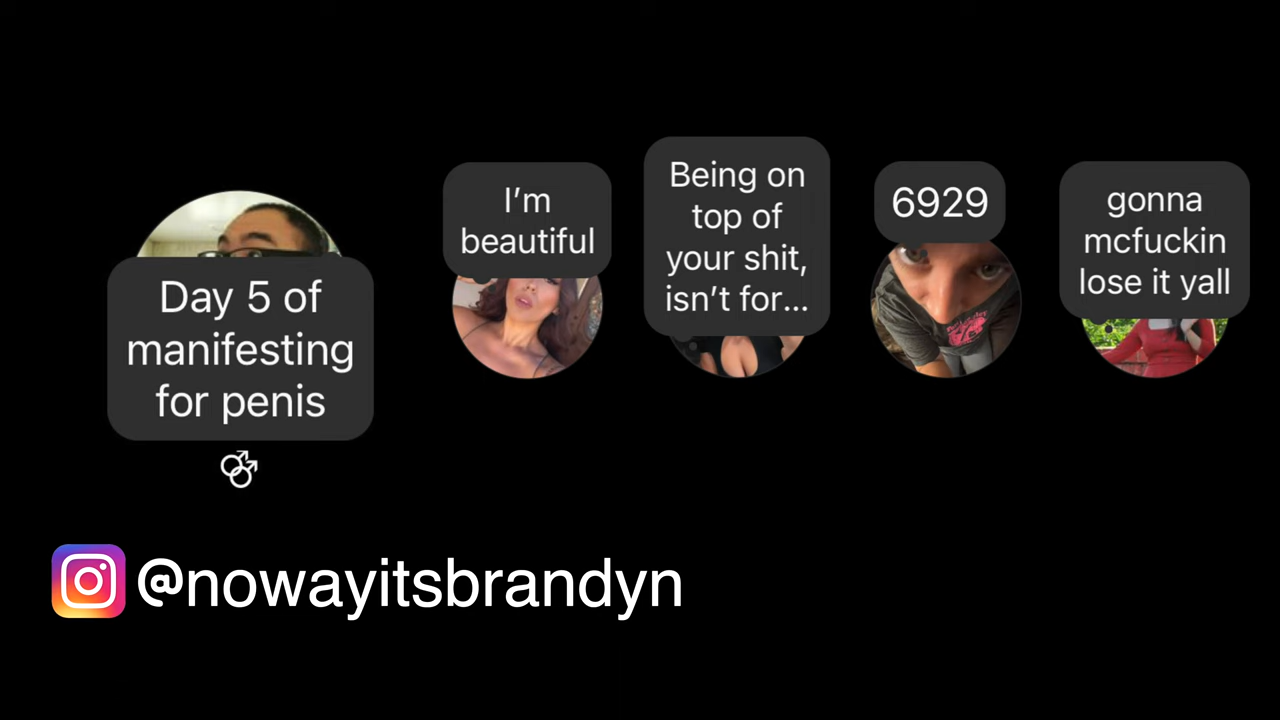 Day 5 of
manifesting
for penis
⚣
I’m
beautiful
Being on
top of
your shit,
isn’t for...
6929
gonna
mcfuckin
lose it yall
@nowayitsbrandyn